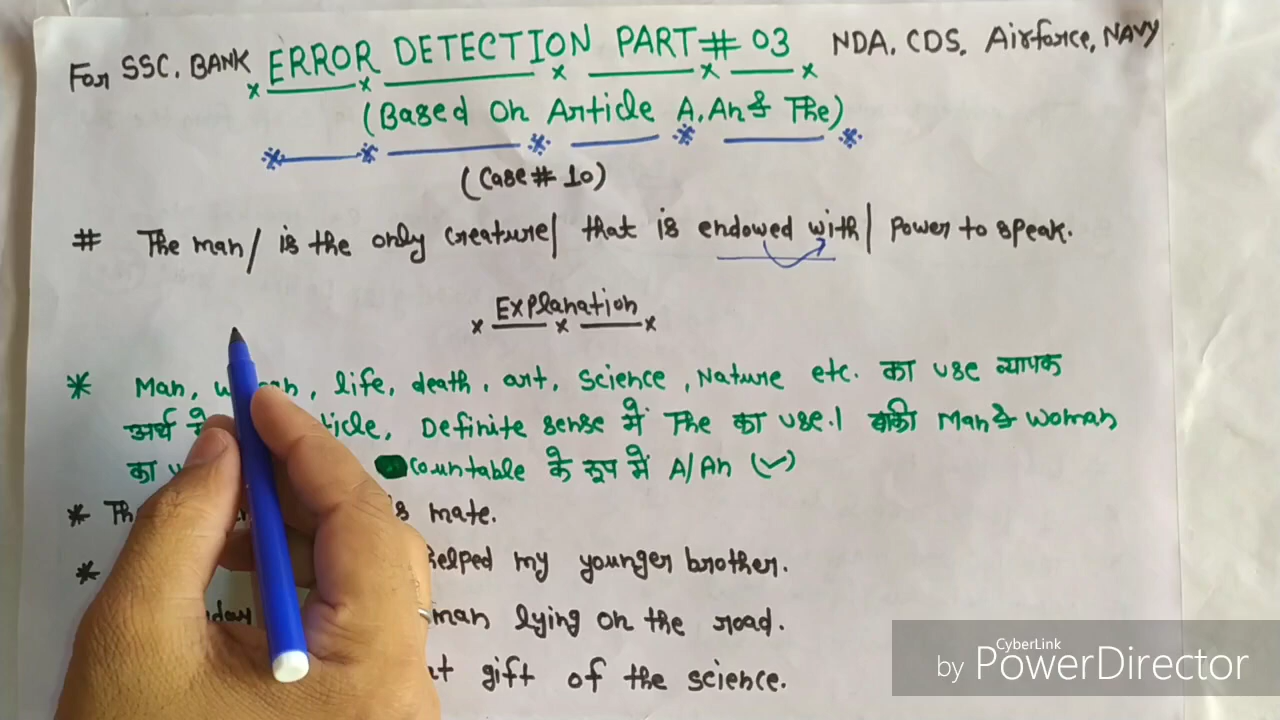 For SSC, BANK ERROR DETECTION PART # 03 NDA, CDS, Airforce, NAVY
(Based On Article A, An & The)
(Case # 10)
# The man/ is the only creature/ that is endowed with/ Power to speak.
Explanation
* Man, life, death, art, Science, Nature etc. का use व्यापक
अर्थ Definite sense में The का use। बाकी Man & Woman
का Countable के रूप में A/An (✓)
* mate.
* helped my younger brother.
man lying on the road.
gift of the science.
CyberLink
by PowerDirector